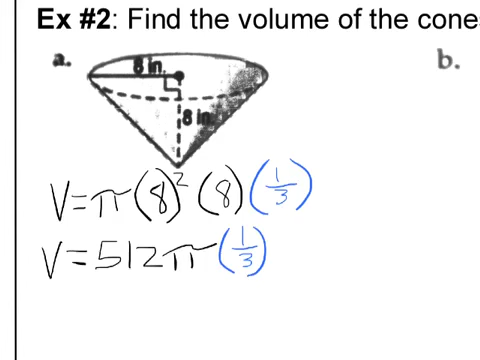 Ex #2: Find the volume of the cones
a.
b.
8 in.
8 in.
V=π(8)²(8)(1/3)
V=512π(1/3)